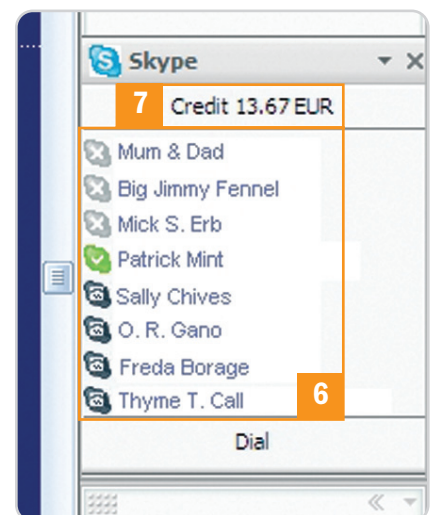 Skype
7 Credit 13.67 EUR
Mum & Dad
Big Jimmy Fennel
Mick S. Erb
Patrick Mint
Sally Chives
O. R. Gano
Freda Borage
Thyme T. Call 6
Dial